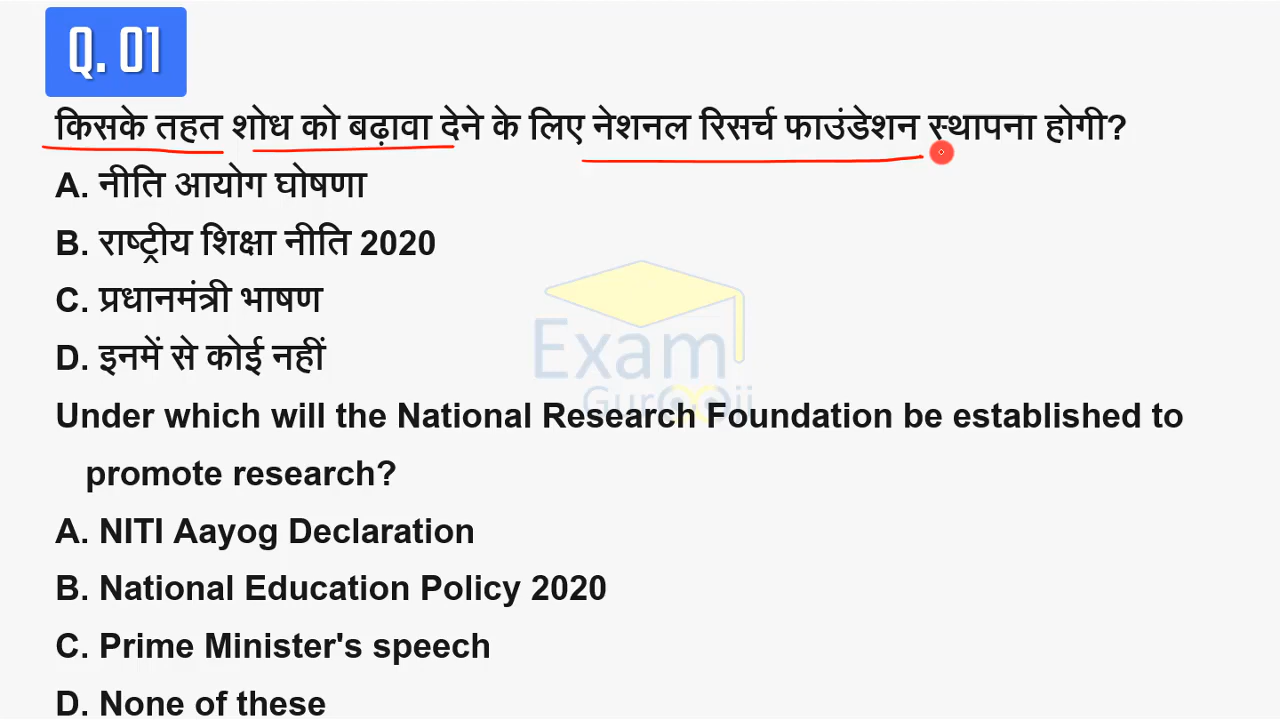 Q. 01
किसके तहत शोध को बढ़ावा देने के लिए नेशनल रिसर्च फाउंडेशन स्थापना होगी?
A. नीति आयोग घोषणा
B. राष्ट्रीय शिक्षा नीति 2020
C. प्रधानमंत्री भाषण
D. इनमें से कोई नहीं
Exam
Gurooji
Under which will the National Research Foundation be established to
promote research?
A. NITI Aayog Declaration
B. National Education Policy 2020
C. Prime Minister's speech
D. None of these